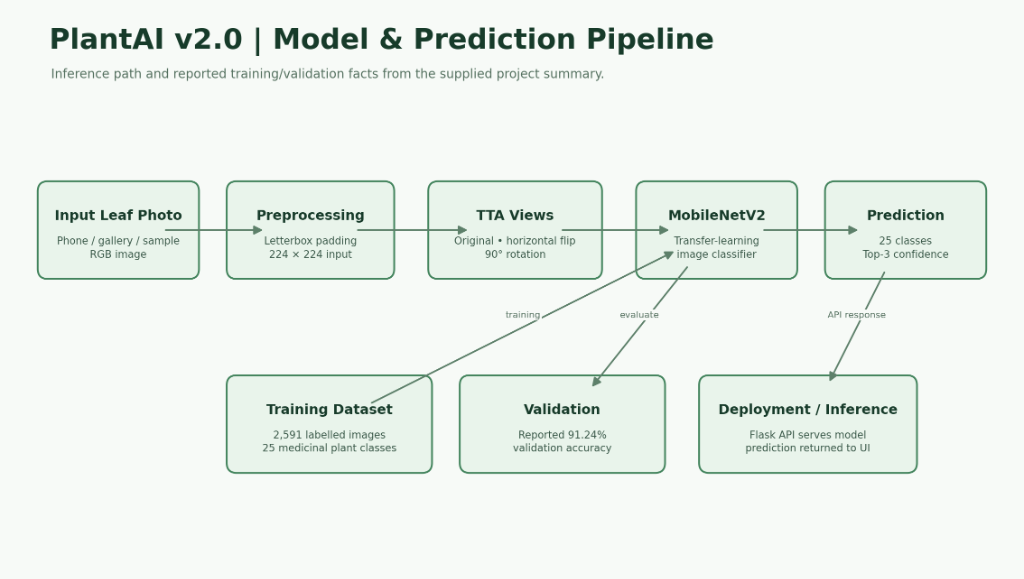 PlantAI v2.0 | Model & Prediction Pipeline
Inference path and reported training/validation facts from the supplied project summary.
Input Leaf Photo
Phone / gallery / sample
RGB image
Preprocessing
Letterbox padding
224 × 224 input
TTA Views
Original • horizontal flip
90° rotation
MobileNetV2
Transfer-learning
image classifier
Prediction
25 classes
Top-3 confidence
training
evaluate
API response
Training Dataset
2,591 labelled images
25 medicinal plant classes
Validation
Reported 91.24%
validation accuracy
Deployment / Inference
Flask API serves model
prediction returned to UI